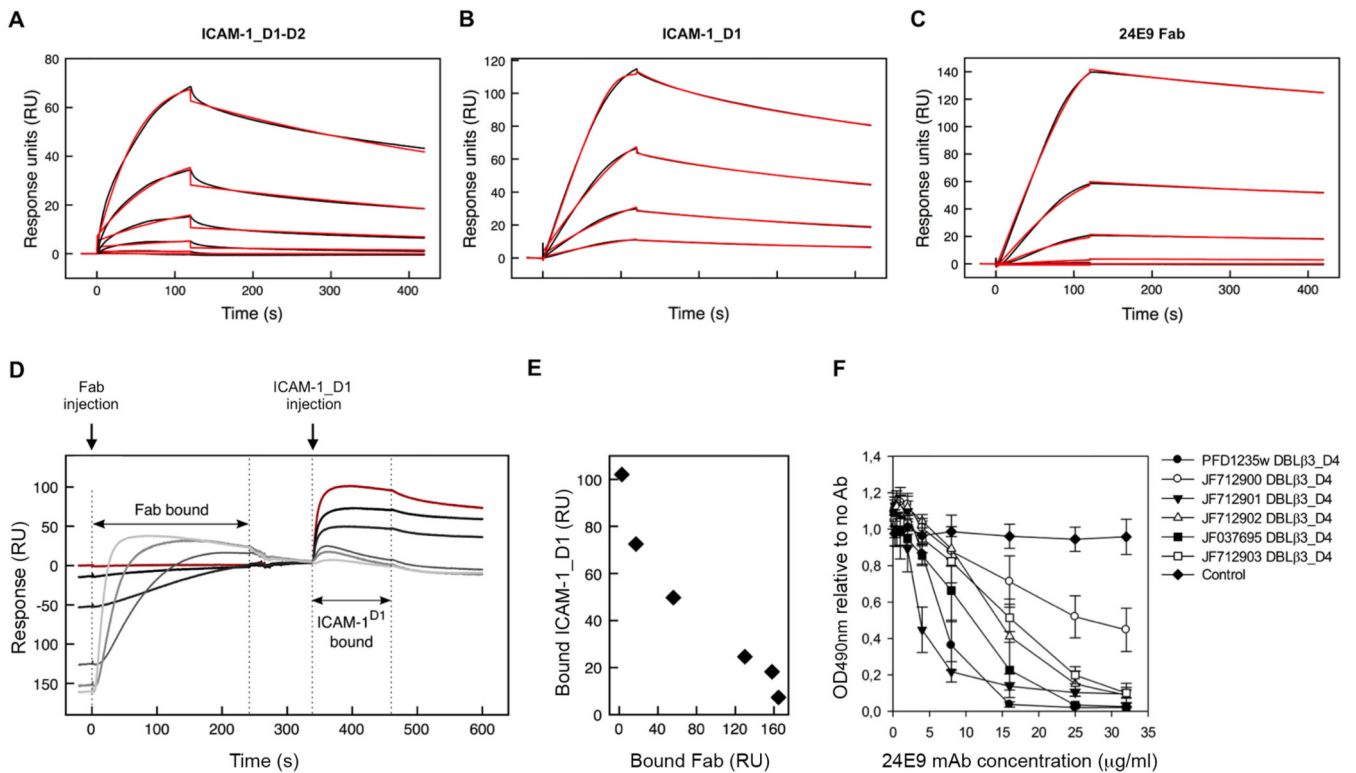 A
ICAM-1_D1-D2
Response units (RU)
80
60
40
20
0
0 100 200 300 400
Time (s)
B
ICAM-1_D1
Response units (RU)
120
100
80
60
40
20
0
Time (s)
C
24E9 Fab
Response units (RU)
140
120
100
80
60
40
20
0
0 100 200 300 400
Time (s)
D
Fab
injection
ICAM-1_D1
injection
Fab bound
ICAM-1D1
bound
Response (RU)
100
50
0
-50
100
150
0 100 200 300 400 500 600
Time (s)
E
Bound ICAM-1_D1 (RU)
100
80
60
40
20
0
0 40 80 120 160
Bound Fab (RU)
F
OD490nm relative to no Ab
1,4
1,2
1,0
0,8
0,6
0,4
0,2
0,0
0 5 10 15 20 25 30 35
24E9 mAb concentration (μg/ml)
PFD1235w DBLβ3_D4
JF712900 DBLβ3_D4
JF712901 DBLβ3_D4
JF712902 DBLβ3_D4
JF037695 DBLβ3_D4
JF712903 DBLβ3_D4
Control